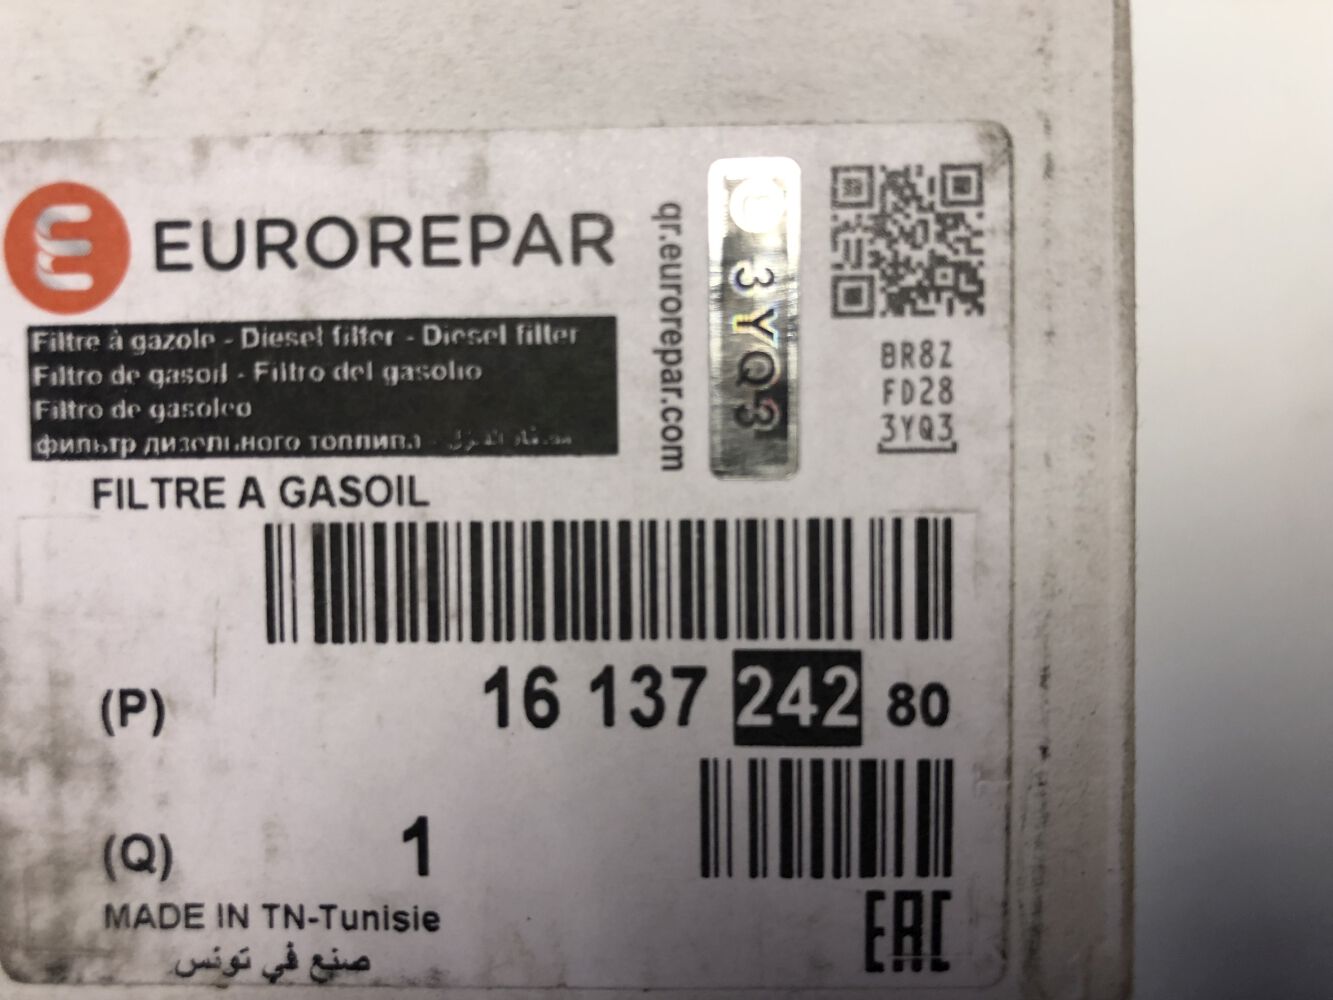 EUROREPAR
Filtre à gazole - Diesel filter - Diesel filter
Filtro de gasoil - Filtro del gasolio
Filtro de gasoleo
фильтр дизельного топлива -
qr.eurorepar.com
3YQ3
BR8Z
FD28
3YQ3
FILTRE A GASOIL
(P) 16 137 242 80
(Q) 1
MADE IN TN-Tunisie
صنع في تونس
EAC